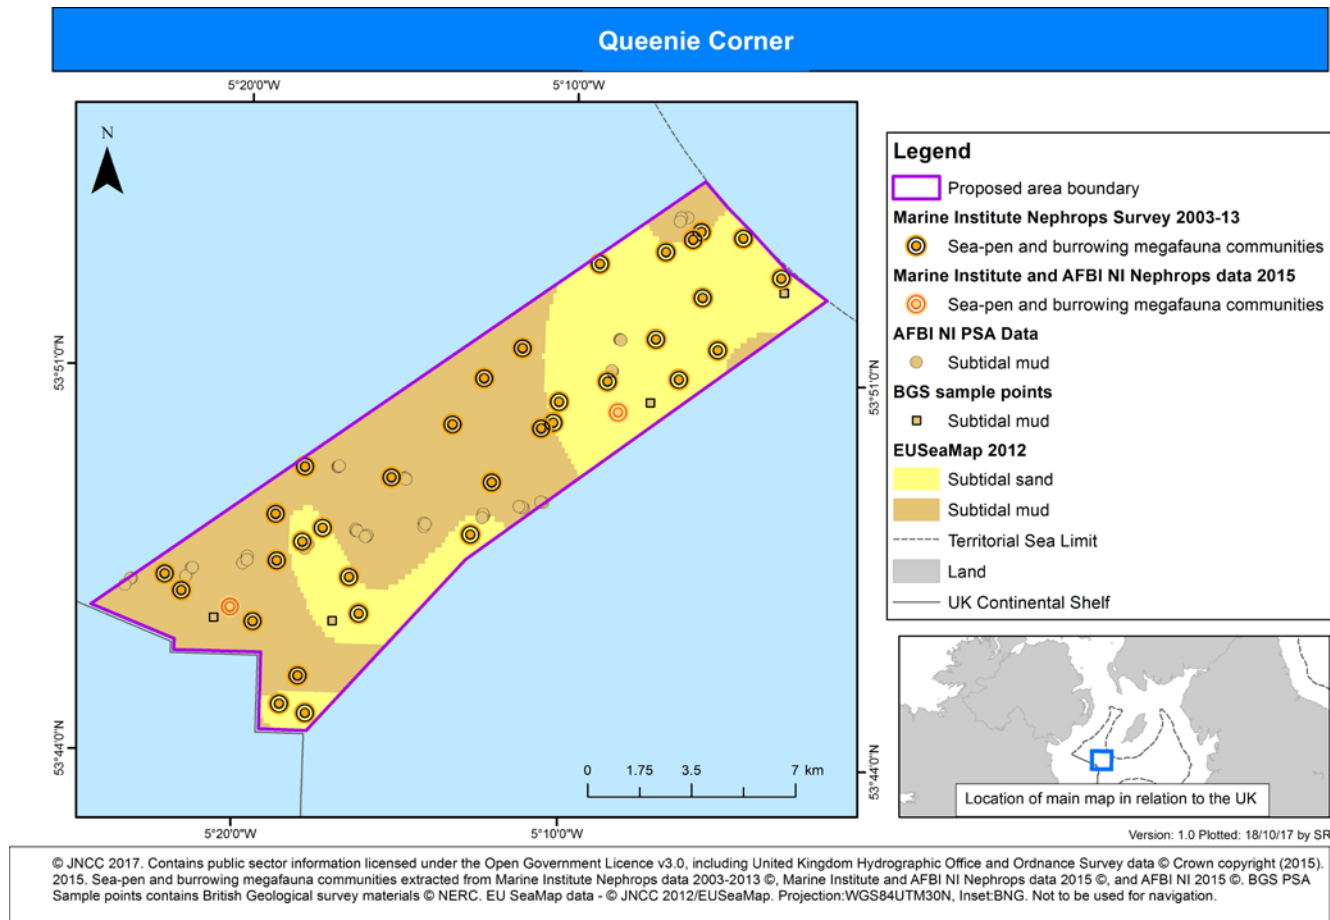 Queenie Corner
5°20'0"W
5°10'0"W
N
53°51'0"N
53°51'0"N
53°44'0"N
53°44'0"N
0 1.75 3.5 7 km
5°20'0"W
5°10'0"W
Legend
Proposed area boundary
Marine Institute Nephrops Survey 2003-13
Sea-pen and burrowing megafauna communities
Marine Institute and AFBI NI Nephrops data 2015
Sea-pen and burrowing megafauna communities
AFBI NI PSA Data
Subtidal mud
BGS sample points
Subtidal mud
EUSeaMap 2012
Subtidal sand
Subtidal mud
Territorial Sea Limit
Land
UK Continental Shelf
Location of main map in relation to the UK
Version: 1.0 Plotted: 18/10/17 by SR
© JNCC 2017. Contains public sector information licensed under the Open Government Licence v3.0, including United Kingdom Hydrographic Office and Ordnance Survey data © Crown copyright (2015).
2015. Sea-pen and burrowing megafauna communities extracted from Marine Institute Nephrops data 2003-2013 ©, Marine Institute and AFBI NI Nephrops data 2015 ©, and AFBI NI 2015 ©. BGS PSA
Sample points contains British Geological survey materials © NERC. EU SeaMap data - © JNCC 2012/EUSeaMap. Projection:WGS84UTM30N, Inset:BNG. Not to be used for navigation.